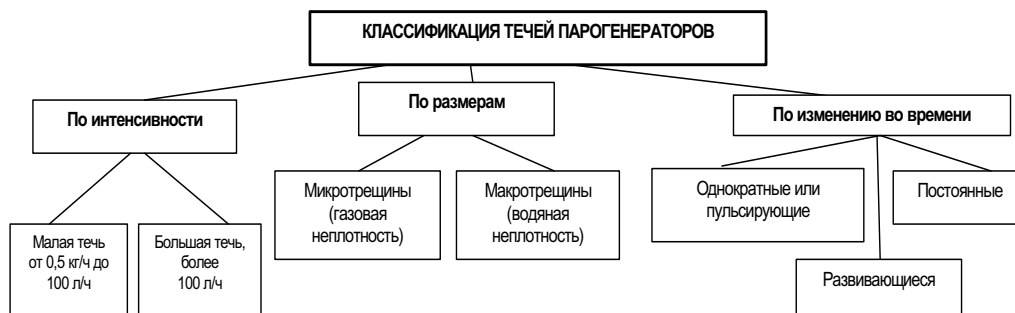 КЛАССИФИКАЦИЯ ТЕЧЕЙ ПАРОГЕНЕРАТОРОВ
По интенсивности
По размерам
По изменению во времени
Малая течь
от 0,5 кг/ч до
100 л/ч
Большая течь,
более
100 л/ч
Микротрещины
(газовая
неплотность)
Макротрещины
(водяная
неплотность)
Однократные или
пульсирующие
Развивающиеся
Постоянные